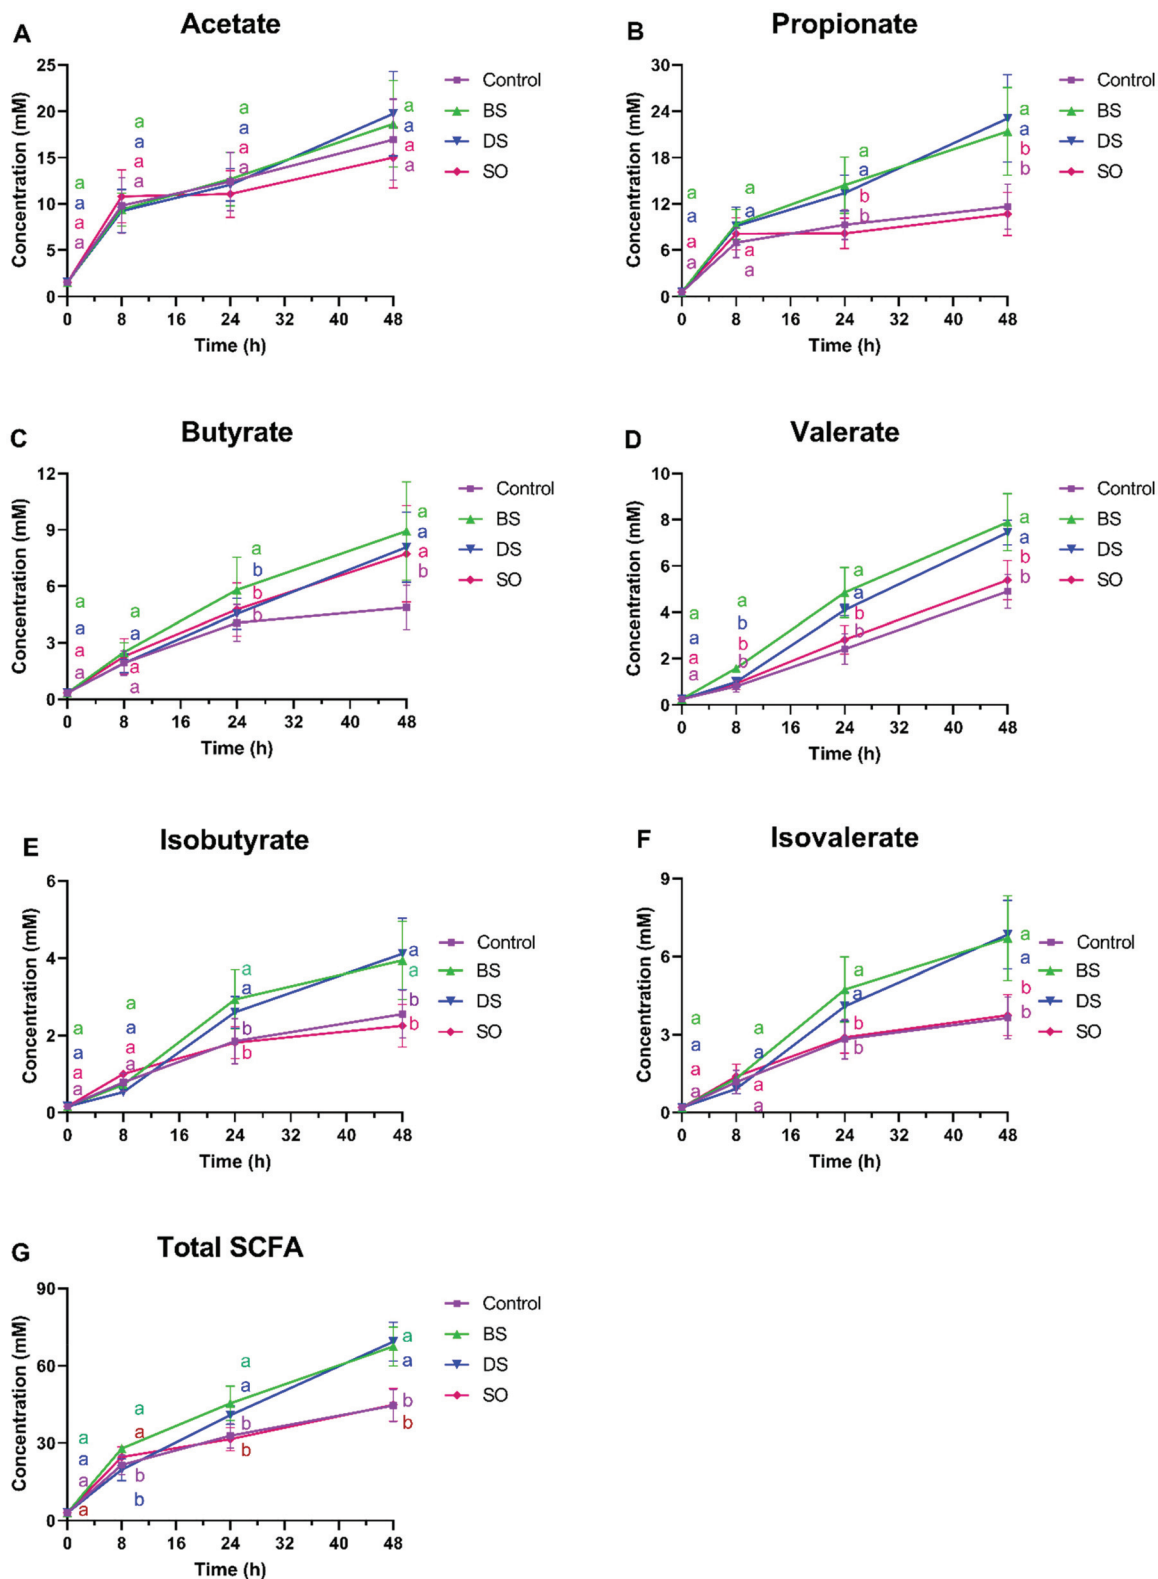 A
Acetate
Concentration (mM)
25
20
15
10
5
0
a a a a
a a a a
a a a a
a a a a
0 8 16 24 32 40 48
Time (h)
Control
BS
DS
SO
B
Propionate
Concentration (mM)
30
24
18
12
6
0
a a a a
a a a a
a a b b
a a b b
0 8 16 24 32 40 48
Time (h)
Control
BS
DS
SO
C
Butyrate
Concentration (mM)
12
9
6
3
0
a a a a
a a b a
a a b a
a a b b
0 8 16 24 32 40 48
Time (h)
Control
BS
DS
SO
D
Valerate
Concentration (mM)
10
8
6
4
2
0
a a a a
a b a a
a b b b
a b b b
0 8 16 24 32 40 48
Time (h)
Control
BS
DS
SO
E
Isobutyrate
Concentration (mM)
6
4
2
0
a a a a
a a a a
a a b b
a a b b
0 8 16 24 32 40 48
Time (h)
Control
BS
DS
SO
F
Isovalerate
Concentration (mM)
9
6
3
0
a a a a
a a a a
a a b b
a b b
0 8 16 24 32 40 48
Time (h)
Control
BS
DS
SO
G
Total SCFA
Concentration (mM)
90
60
30
0
a a a a
a a a a
a b b b
a b b b
0 8 16 24 32 40 48
Time (h)
Control
BS
DS
SO